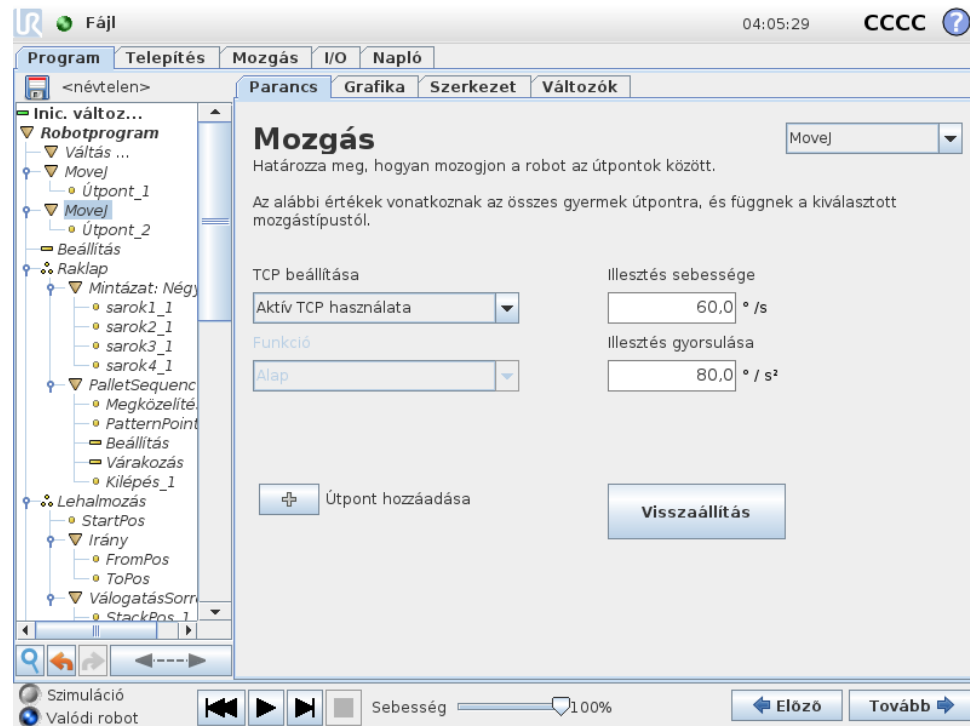 UR Fájl 04:05:29 CCCC ?
Program Telepítés Mozgás I/O Napló
<névtelen>
Parancs Grafika Szerkezet Változók
Inic. változ...
Robotprogram
Váltás ...
MoveJ
Útpont_1
MoveJ
Útpont_2
Beállítás
Raklap
Mintázat: Négy
sarok1_1
sarok2_1
sarok3_1
sarok4_1
PalletSequenc
Megközelíté
PatternPoint
Beállítás
Várakozás
Kilépés_1
Lehalmozás
StartPos
Irány
FromPos
ToPos
VálogatásSorr
StackPos_1
Mozgás
MoveJ
Határozza meg, hogyan mozogjon a robot az útpontok között.
Az alábbi értékek vonatkoznak az összes gyermek útpontra, és függnek a kiválasztott
mozgástípustól.
TCP beállítása
Aktív TCP használata
Funkció
Alap
Illesztés sebessége
60,0 °/s
Illesztés gyorsulása
80,0 °/s²
Útpont hozzáadása
Visszaállítás
Szimuláció
Valódi robot
Sebesség 100%
Előző
Tovább